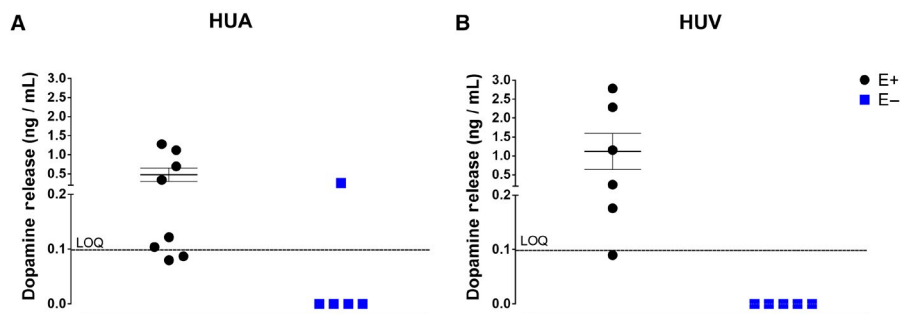 A
HUA
Dopamine release (ng / mL)
3.0
2.5
2.0
1.5
1.0
0.5
0.2
0.1
0.0
LOQ
B
HUV
Dopamine release (ng / mL)
3.0
2.5
2.0
1.5
1.0
0.5
0.2
0.1
0.0
LOQ
E+
E−